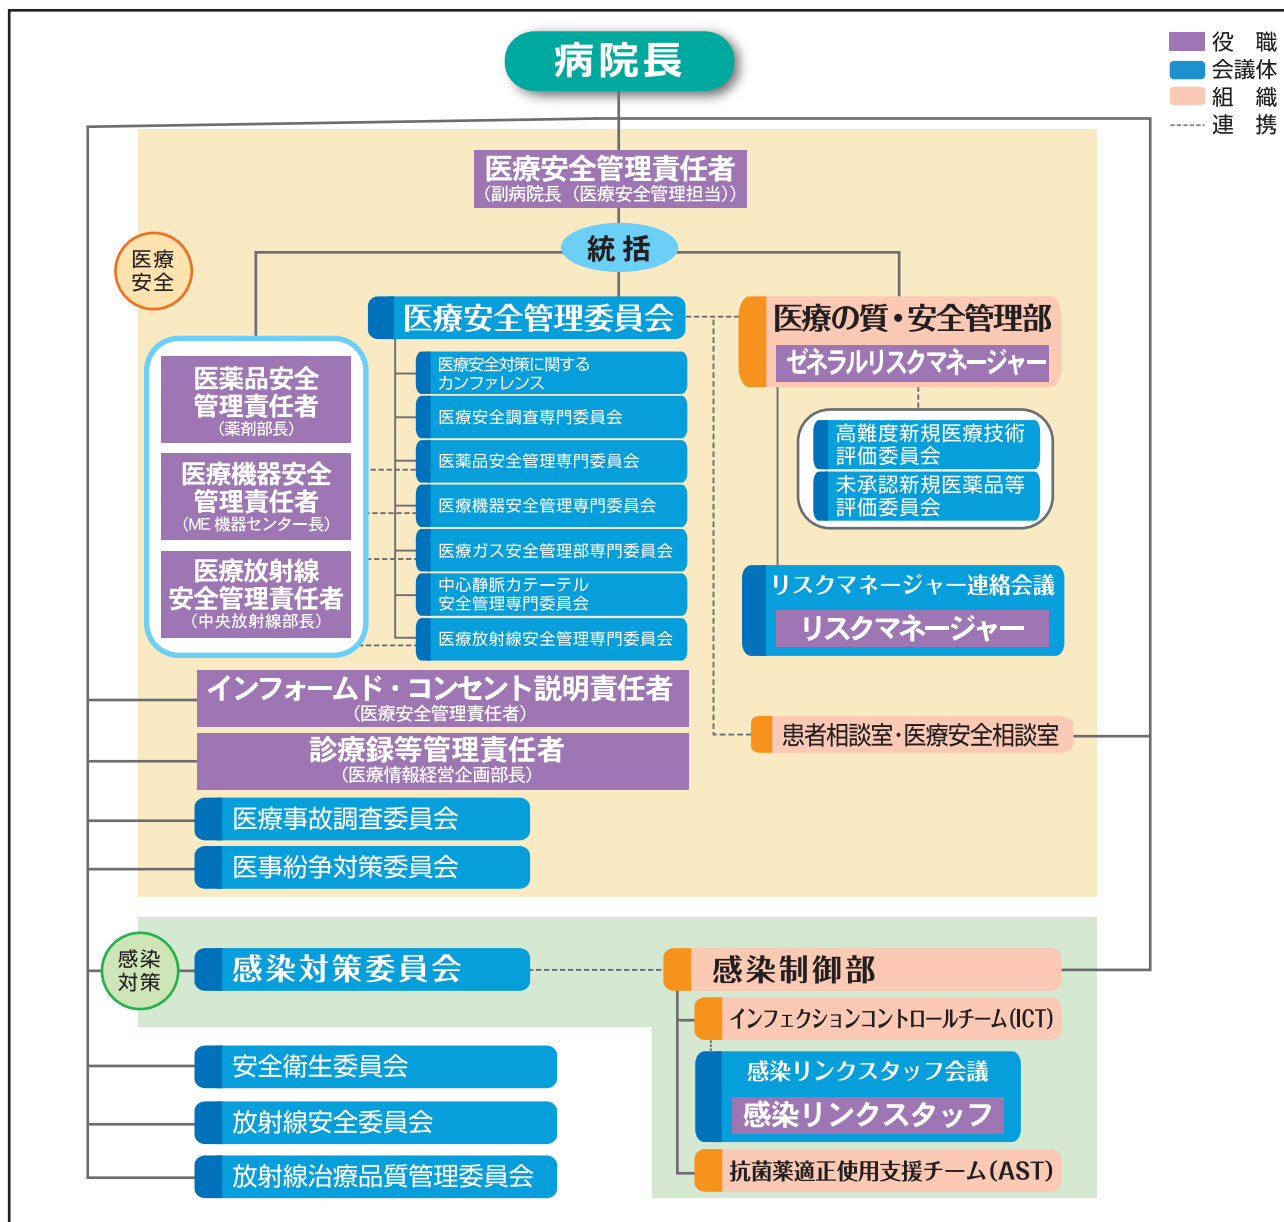 病院長
役　職
会議体
組　織
連　携
医療安全管理責任者
(副病院長（医療安全管理担当）)
統括
医療
安全
医薬品安全
管理責任者
(薬剤部長)
医療機器安全
管理責任者
(ME 機器センター長)
医療放射線
安全管理責任者
(中央放射線部長)
医療安全管理委員会
医療安全対策に関する
カンファレンス
医療安全調査専門委員会
医薬品安全管理専門委員会
医療機器安全管理専門委員会
医療ガス安全管理部専門委員会
中心静脈カテーテル
安全管理専門委員会
医療放射線安全管理専門委員会
医療の質・安全管理部
ゼネラルリスクマネージャー
高難度新規医療技術
評価委員会
未承認新規医薬品等
評価委員会
リスクマネージャー連絡会議
リスクマネージャー
患者相談室・医療安全相談室
インフォームド・コンセント説明責任者
(医療安全管理責任者)
診療録等管理責任者
(医療情報経営企画部長)
医療事故調査委員会
医事紛争対策委員会
感染
対策
感染対策委員会
感染制御部
インフェクションコントロールチーム(ICT)
感染リンクスタッフ会議
感染リンクスタッフ
抗菌薬適正使用支援チーム(AST)
安全衛生委員会
放射線安全委員会
放射線治療品質管理委員会